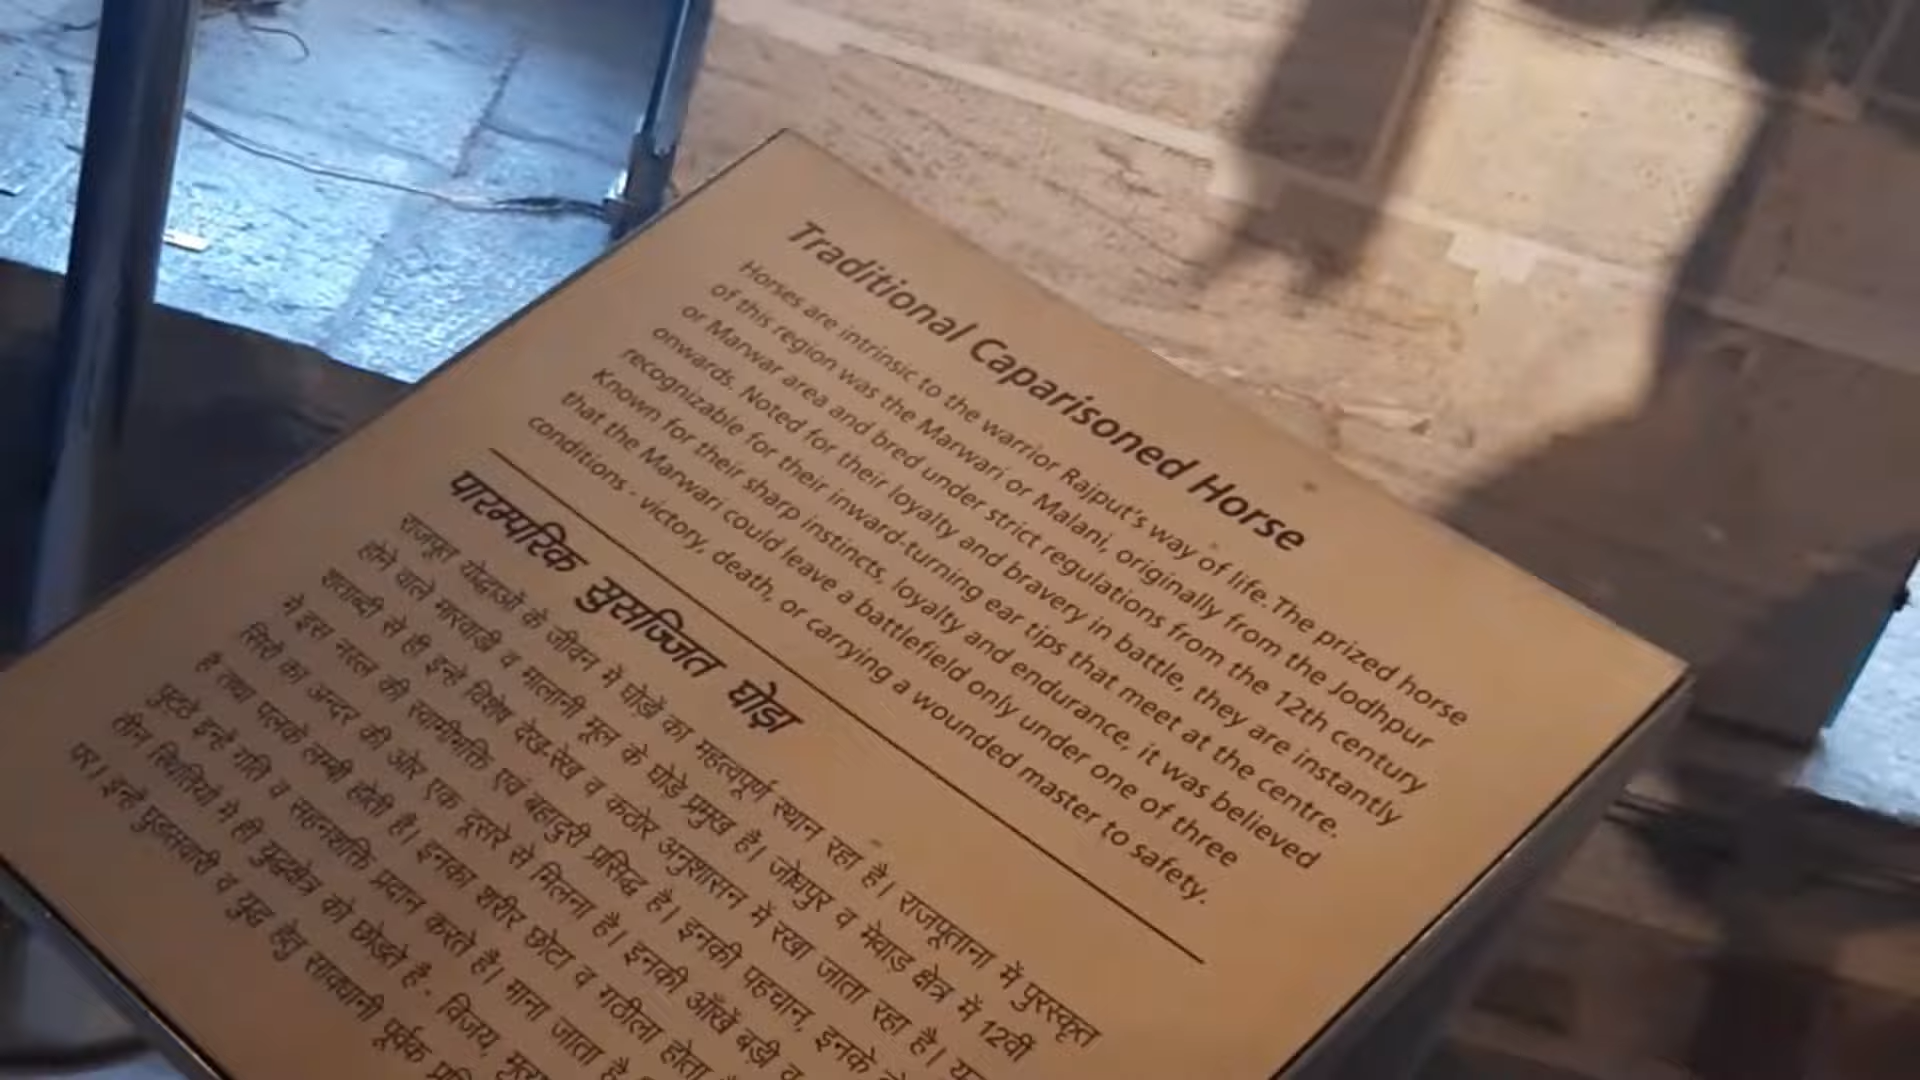 Traditional Caparisoned Horse
Horses are intrinsic to the warrior Rajput's way of life. The prized horse
of this region was the Marwari or Malani, originally from the Jodhpur
or Marwar area and bred under strict regulations from the 12th century
onwards. Noted for their loyalty and bravery in battle, they are instantly
recognizable for their inward-turning ear tips that meet at the centre.
Known for their sharp instincts, loyalty and endurance, it was believed
that the Marwari could leave a battlefield only under one of three
conditions - victory, death, or carrying a wounded master to safety.
पारम्परिक सुसज्जित घोड़ा
राजपूत योद्धाओं के जीवन में घोड़ों का महत्वपूर्ण स्थान रहा है। राजपूताना में पुरस्कृत
होने वाले मारवाड़ी व मालानी मूल के घोड़े प्रमुख है। जोधपुर व मेवाड़ क्षेत्र में 12वीं
शताब्दी से ही इन्हे विशेष देख-रेख व कठोर अनुशासन में रखा जाता रहा है।
में इस नस्ल की स्वामीभक्ति एवं बहादुरी प्रसिद्ध है। इनकी पहचान, इनके
सिरों का अन्दर की ओर एक दूसरे से मिलना है। इनकी आँखें बड़ी व
है तथा पलकें लम्बी होती है। इनका शरीर छोटा व गठीला होता
पुट्ठे इन्हे गति व सहनशक्ति प्रदान करते है। माना जाता है
तीन स्थितियों में ही युद्धक्षेत्र को छोड़ते है - विजय,
पर। इन्हे घुड़सवारी व युद्ध हेतु सावधानी पूर्वक